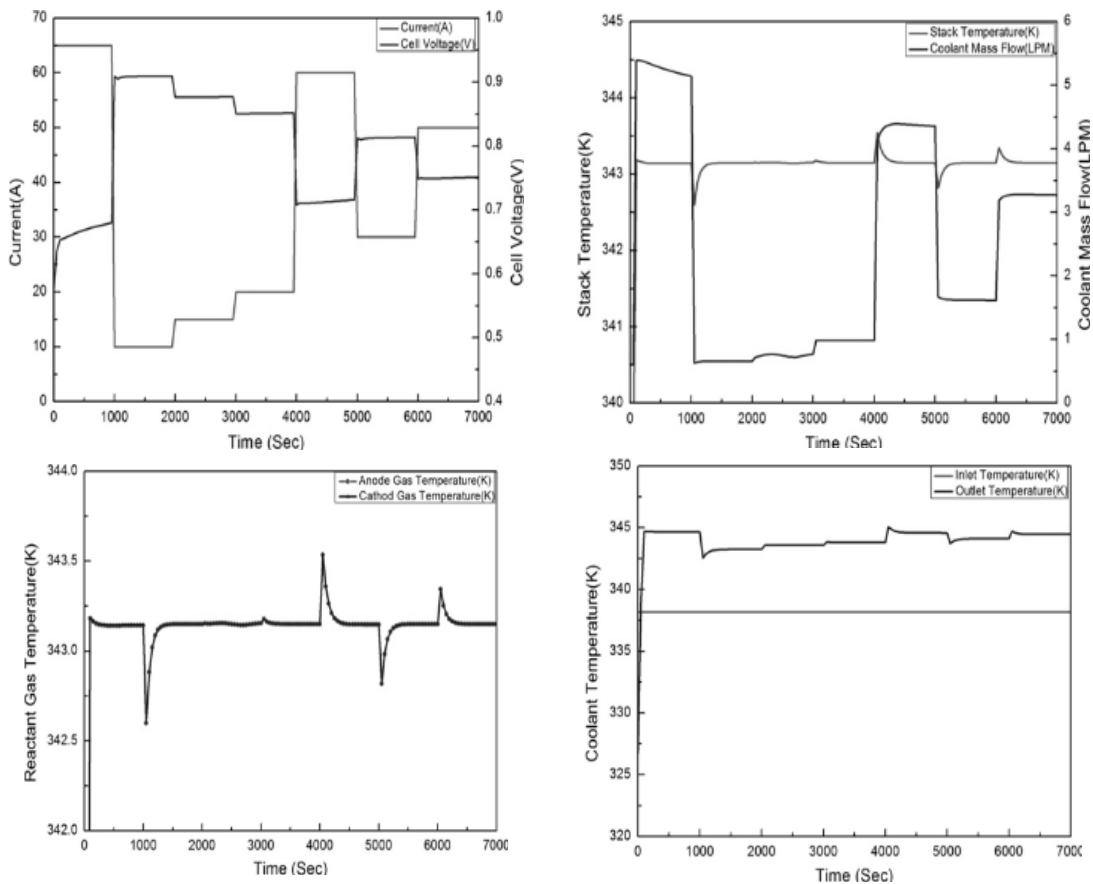 Current(A)
Cell Voltage(V)
70
60
50
40
30
20
10
0
1.0
0.9
0.8
0.7
0.6
0.5
0.4
0 1000 2000 3000 4000 5000 6000 7000
Current(A)
Cell Voltage(V)
Time (Sec)
Stack Temperature(K)
Coolant Mass Flow(LPM)
345
344
343
342
341
340
6
5
4
3
2
1
0
0 1000 2000 3000 4000 5000 6000 7000
Stack Temperature(K)
Coolant Mass Flow(LPM)
Time (Sec)
Anode Gas Temperature(K)
Cathod Gas Temperature(K)
344.0
343.5
343.0
342.5
342.0
0 1000 2000 3000 4000 5000 6000 7000
Reactant Gas Temperature(K)
Time (Sec)
Inlet Temperature(K)
Outlet Temperature(K)
350
345
340
335
330
325
320
0 1000 2000 3000 4000 5000 6000 7000
Coolant Temperature(K)
Time (Sec)